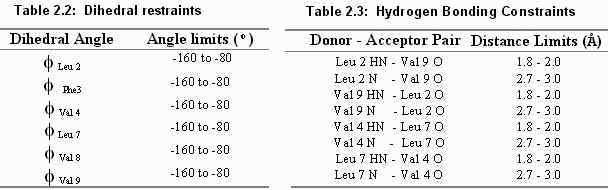 Table 2.2: Dihedral restraints
Dihedral Angle Angle limits (°)
ϕ Leu 2 -160 to -80
ϕ Phe3 -160 to -80
ϕ Val 4 -160 to -80
ϕ Leu 7 -160 to -80
ϕ Val 8 -160 to -80
ϕ Val 9 -160 to -80
Table 2.3: Hydrogen Bonding Constraints
Donor - Acceptor Pair Distance Limits (Å)
Leu 2 HN - Val 9 O 1.8 - 2.0
Leu 2 N - Val 9 O 2.7 - 3.0
Val 9 HN - Leu 2 O 1.8 - 2.0
Val 9 N - Leu 2 O 2.7 - 3.0
Val 4 HN - Leu 7 O 1.8 - 2.0
Val 4 N - Leu 7 O 2.7 - 3.0
Leu 7 HN - Val 4 O 1.8 - 2.0
Leu 7 N - Val 4 O 2.7 - 3.0